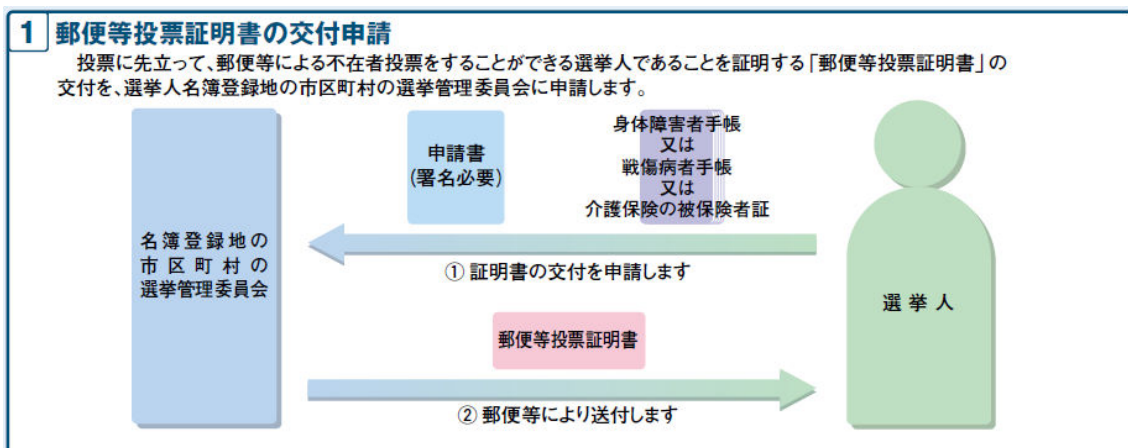 1 郵便等投票証明書の交付申請
投票に先立って、郵便等による不在者投票をすることができる選挙人であることを証明する「郵便等投票証明書」の
交付を、選挙人名簿登録地の市区町村の選挙管理委員会に申請します。
申請書
(署名必要)
身体障害者手帳
又は
戦傷病者手帳
又は
介護保険の被保険者証
名簿登録地の
市区町村の
選挙管理委員会
① 証明書の交付を申請します
選挙人
郵便等投票証明書
② 郵便等により送付します